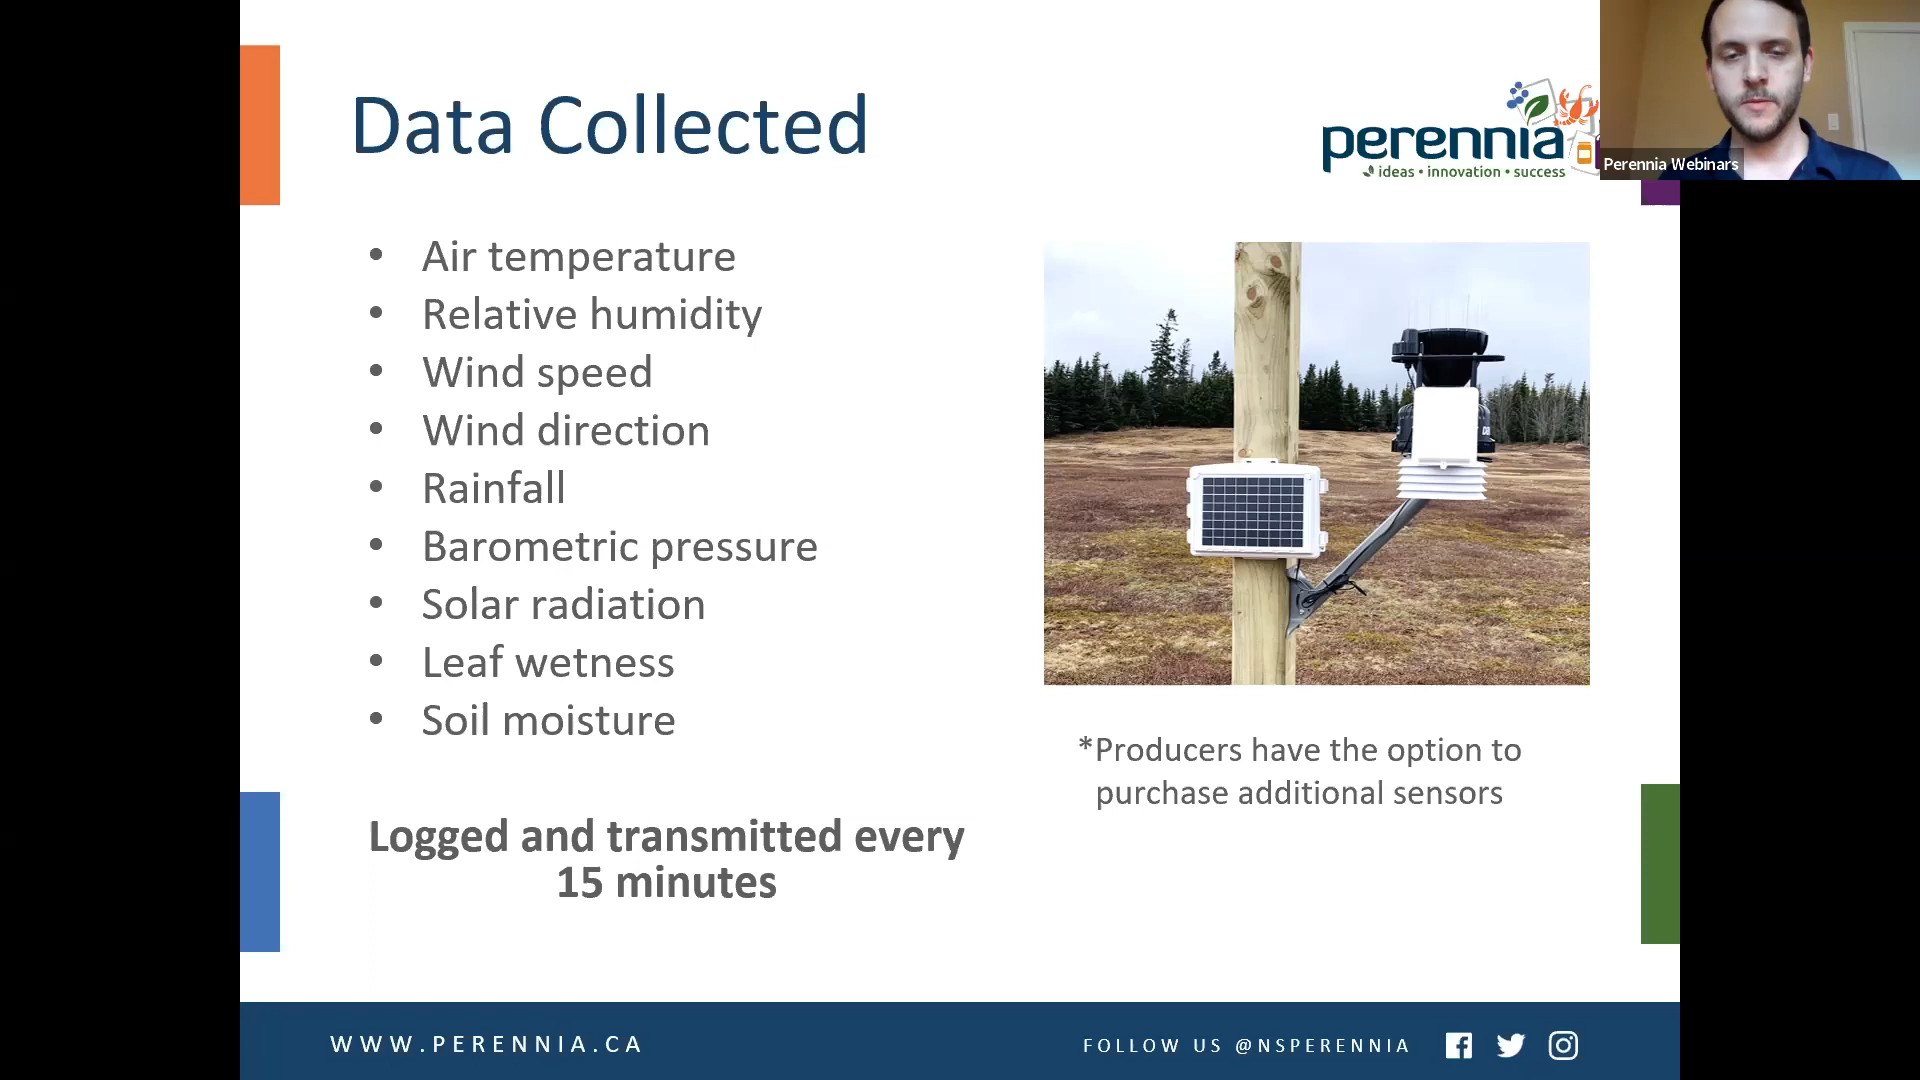 Data Collected
perennia
ideas • innovation • success
Perennia Webinars
• Air temperature
• Relative humidity
• Wind speed
• Wind direction
• Rainfall
• Barometric pressure
• Solar radiation
• Leaf wetness
• Soil moisture
*Producers have the option to
purchase additional sensors
Logged and transmitted every
15 minutes
WWW.PERENNIA.CA
FOLLOW US @NSPERENNIA